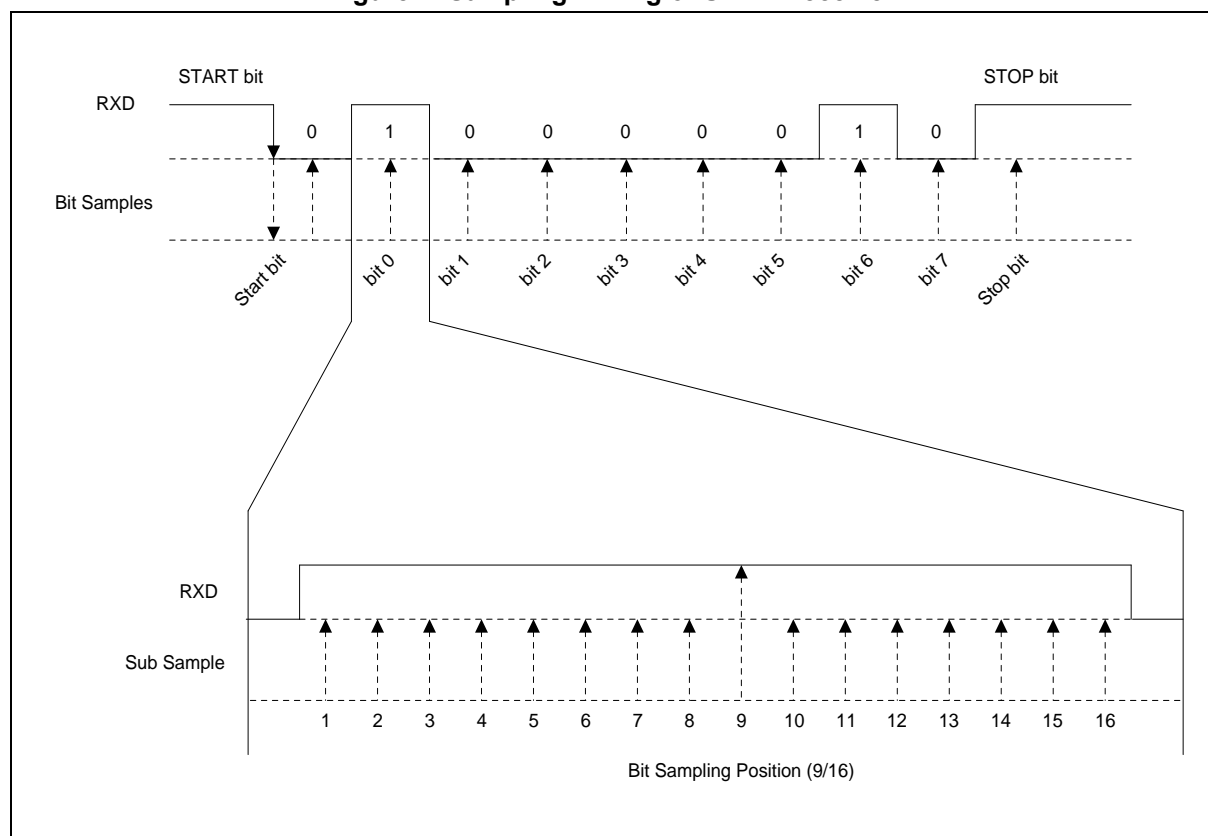 START bit STOP bit
RXD
0 1 0 0 0 0 0 1 0
Bit Samples
Start bit bit 0 bit 1 bit 2 bit 3 bit 4 bit 5 bit 6 bit 7 Stop bit
RXD
Sub Sample
1 2 3 4 5 6 7 8 9 10 11 12 13 14 15 16
Bit Sampling Position (9/16)